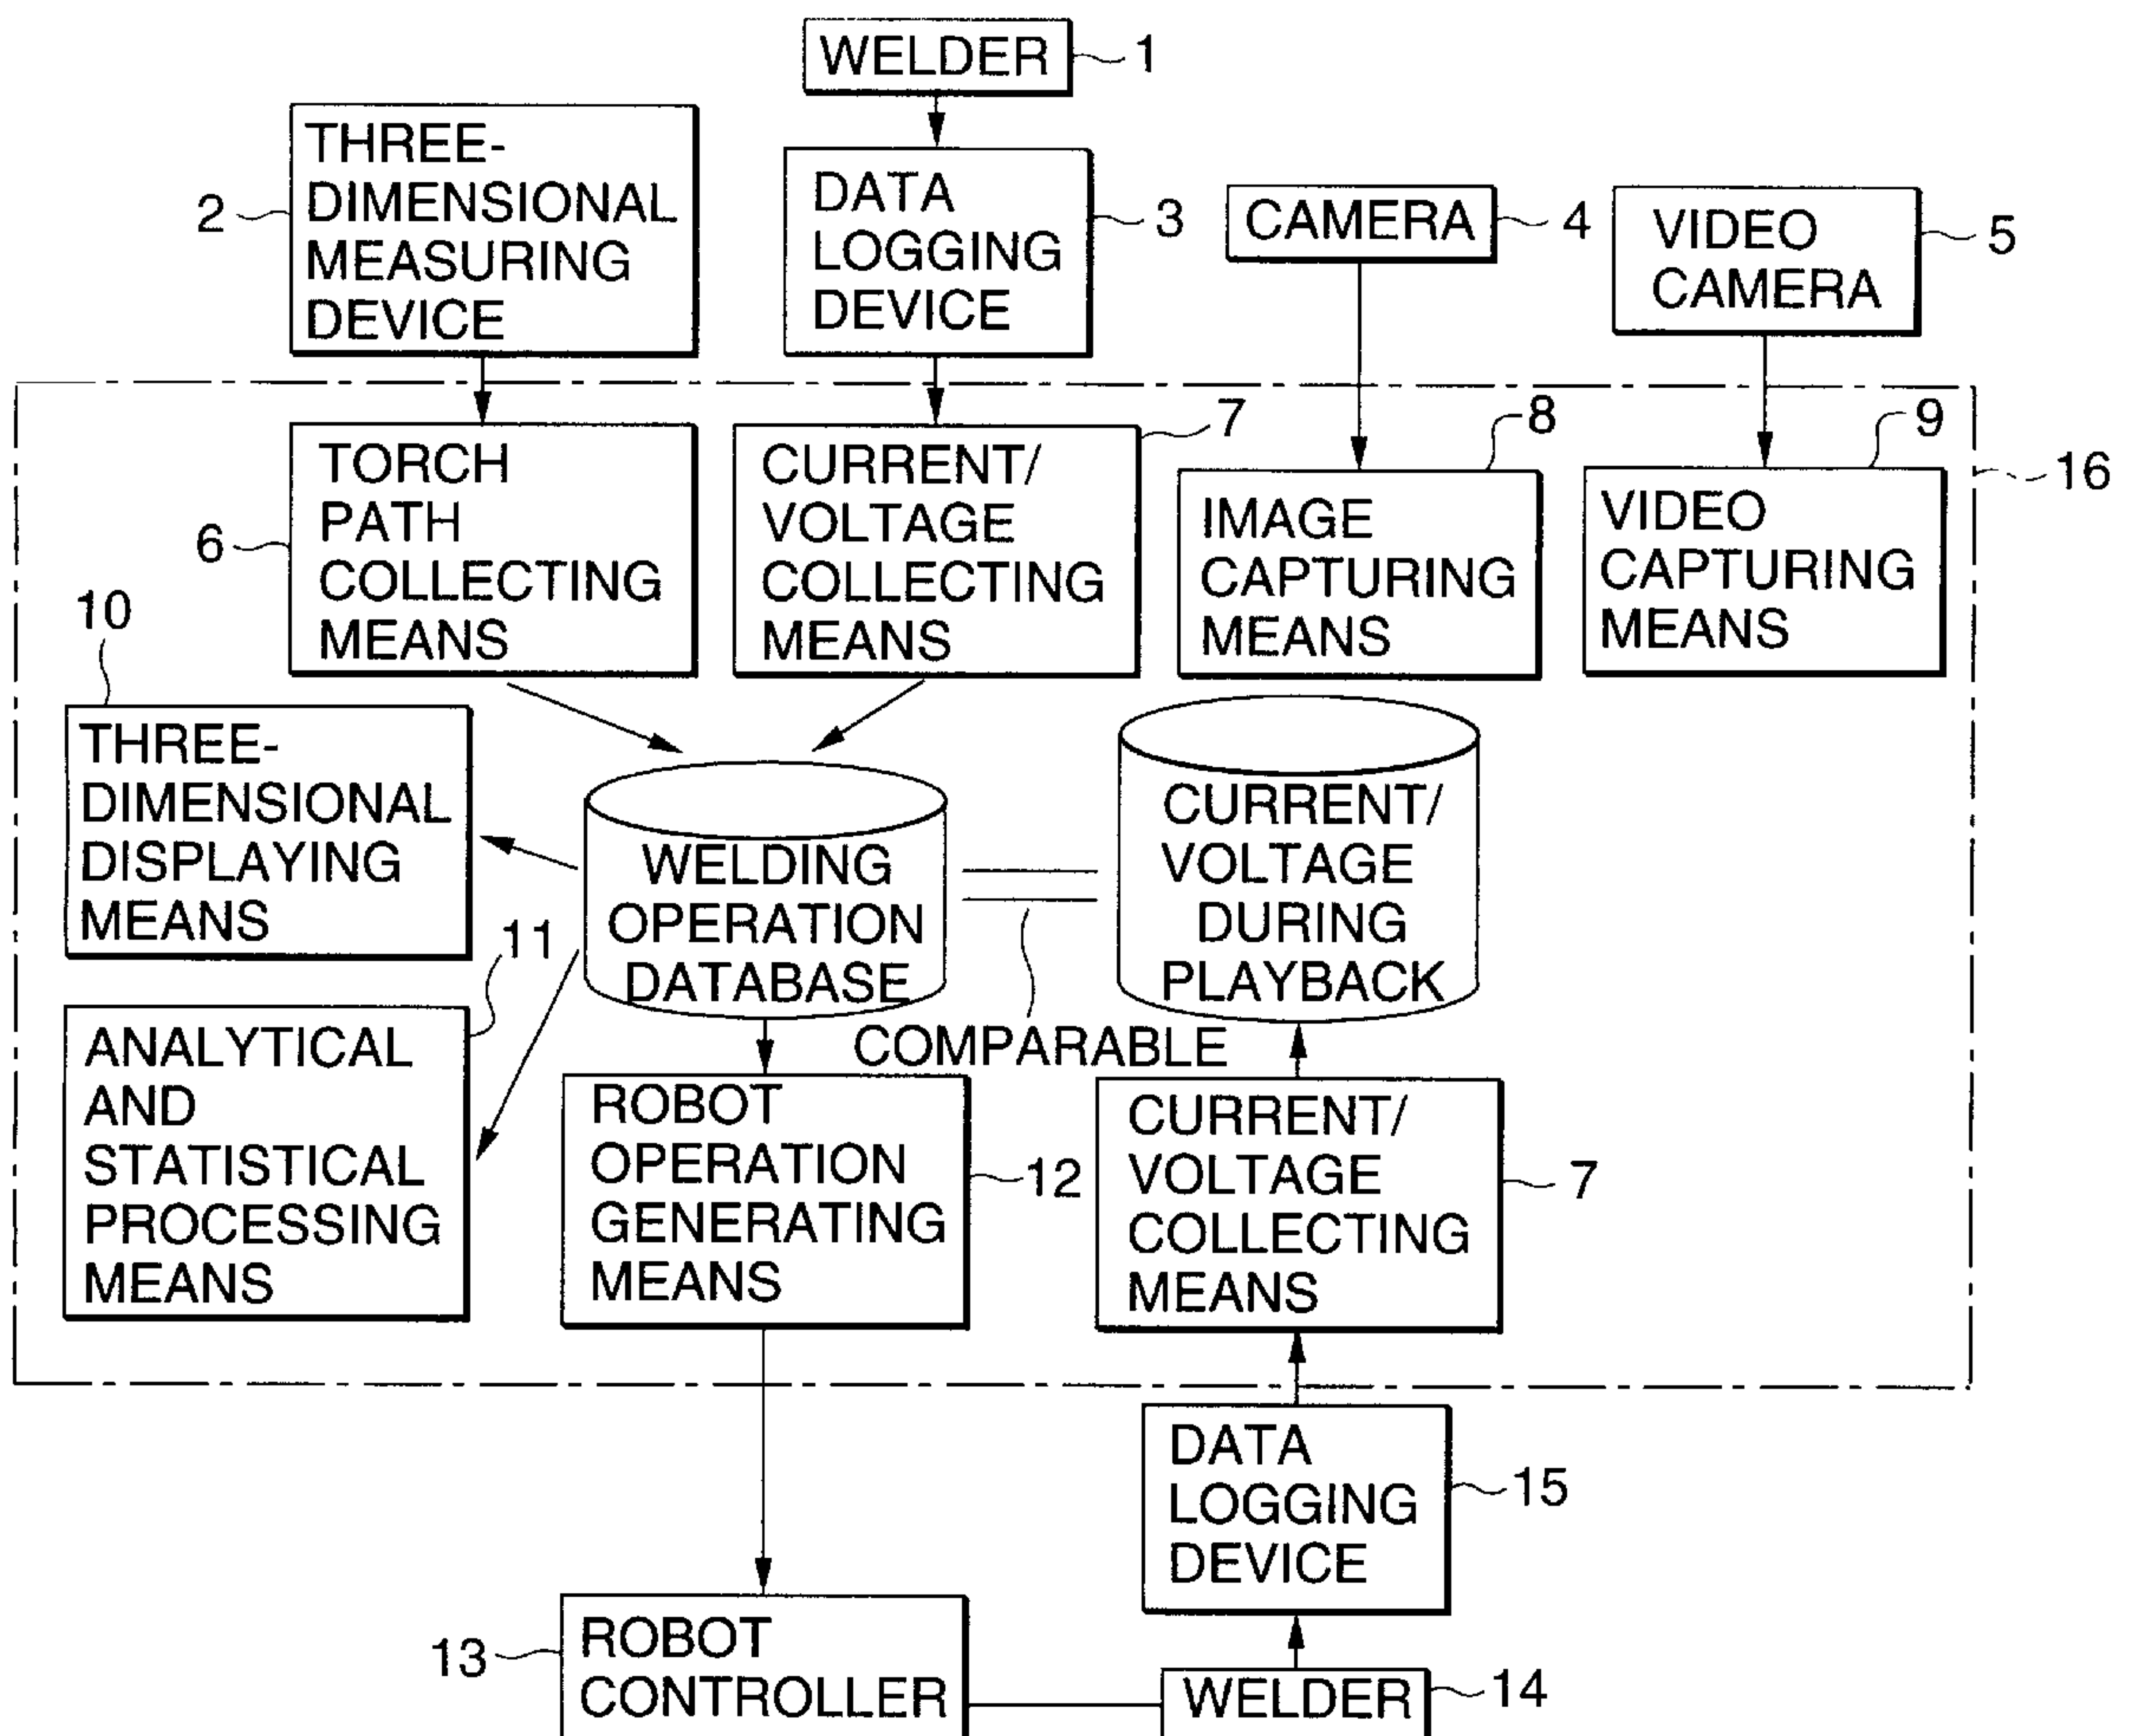 WELDER
1
THREE-
DIMENSIONAL
MEASURING
DEVICE
2
DATA
LOGGING
DEVICE
3
CAMERA
4
VIDEO
CAMERA
5
TORCH
PATH
COLLECTING
MEANS
6
CURRENT/
VOLTAGE
COLLECTING
MEANS
7
IMAGE
CAPTURING
MEANS
8
VIDEO
CAPTURING
MEANS
9
16
10
THREE-
DIMENSIONAL
DISPLAYING
MEANS
WELDING
OPERATION
DATABASE
CURRENT/
VOLTAGE
DURING
PLAYBACK
COMPARABLE
11
ANALYTICAL
AND
STATISTICAL
PROCESSING
MEANS
ROBOT
OPERATION
GENERATING
MEANS
12
CURRENT/
VOLTAGE
COLLECTING
MEANS
7
DATA
LOGGING
DEVICE
15
13
ROBOT
CONTROLLER
WELDER
14